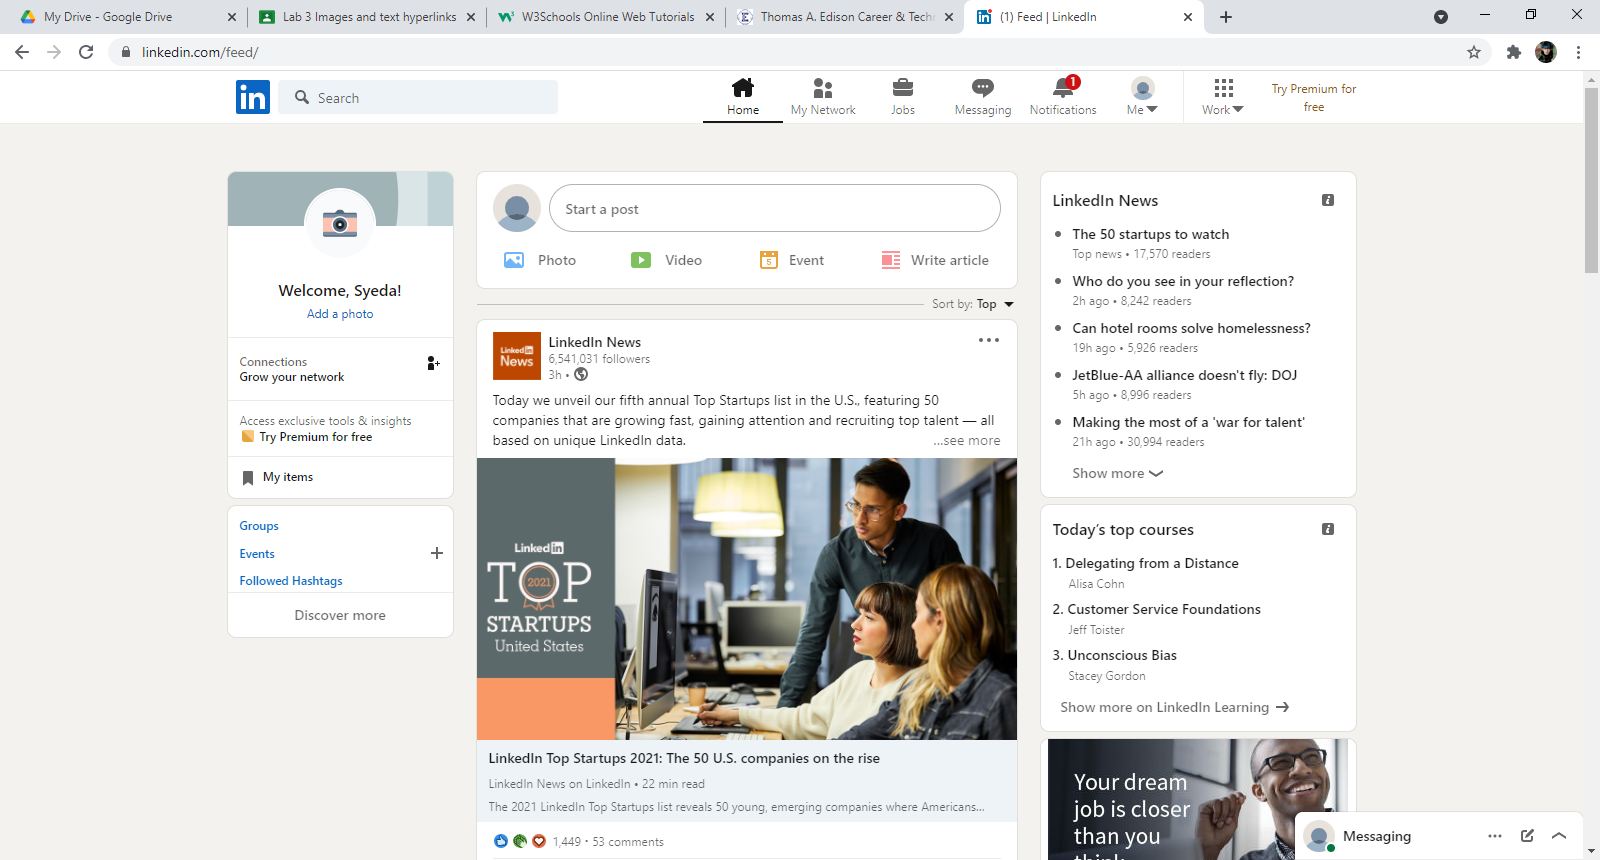 My Drive - Google Drive
Lab 3 Images and text hyperlinks
W3Schools Online Web Tutorials
Thomas A. Edison Career & Techn
(1) Feed | LinkedIn
linkedin.com/feed/
in
Search
Home
My Network
Jobs
Messaging
1
Notifications
Me
Work
Try Premium for
free
Welcome, Syeda!
Add a photo
Connections
Grow your network
Access exclusive tools & insights
Try Premium for free
My items
Groups
Events
Followed Hashtags
Discover more
Start a post
Photo
Video
5
Event
Write article
Sort by: Top
LinkedIn
News
LinkedIn News
6,541,031 followers
3h •
Today we unveil our fifth annual Top Startups list in the U.S., featuring 50
companies that are growing fast, gaining attention and recruiting top talent — all
based on unique LinkedIn data.
...see more
LinkedIn
TOP
2021
STARTUPS
United States
LinkedIn Top Startups 2021: The 50 U.S. companies on the rise
LinkedIn News on LinkedIn • 22 min read
The 2021 LinkedIn Top Startups list reveals 50 young, emerging companies where Americans...
1,449 • 53 comments
LinkedIn News
The 50 startups to watch
Top news • 17,570 readers
Who do you see in your reflection?
2h ago • 8,242 readers
Can hotel rooms solve homelessness?
19h ago • 5,926 readers
JetBlue-AA alliance doesn't fly: DOJ
5h ago • 8,996 readers
Making the most of a 'war for talent'
21h ago • 30,994 readers
Show more
Today's top courses
1. Delegating from a Distance
Alisa Cohn
2. Customer Service Foundations
Jeff Toister
3. Unconscious Bias
Stacey Gordon
Show more on LinkedIn Learning →
Your dream
job is closer
than you
think
Messaging